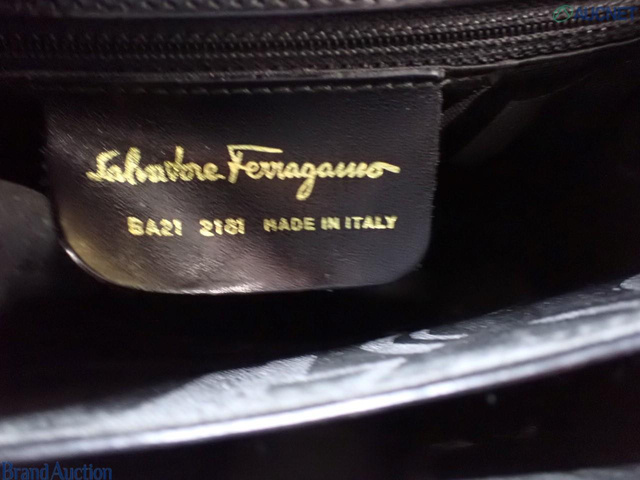 Salvatore Ferragamo
BA21 2181 MADE IN ITALY
Brand Auction